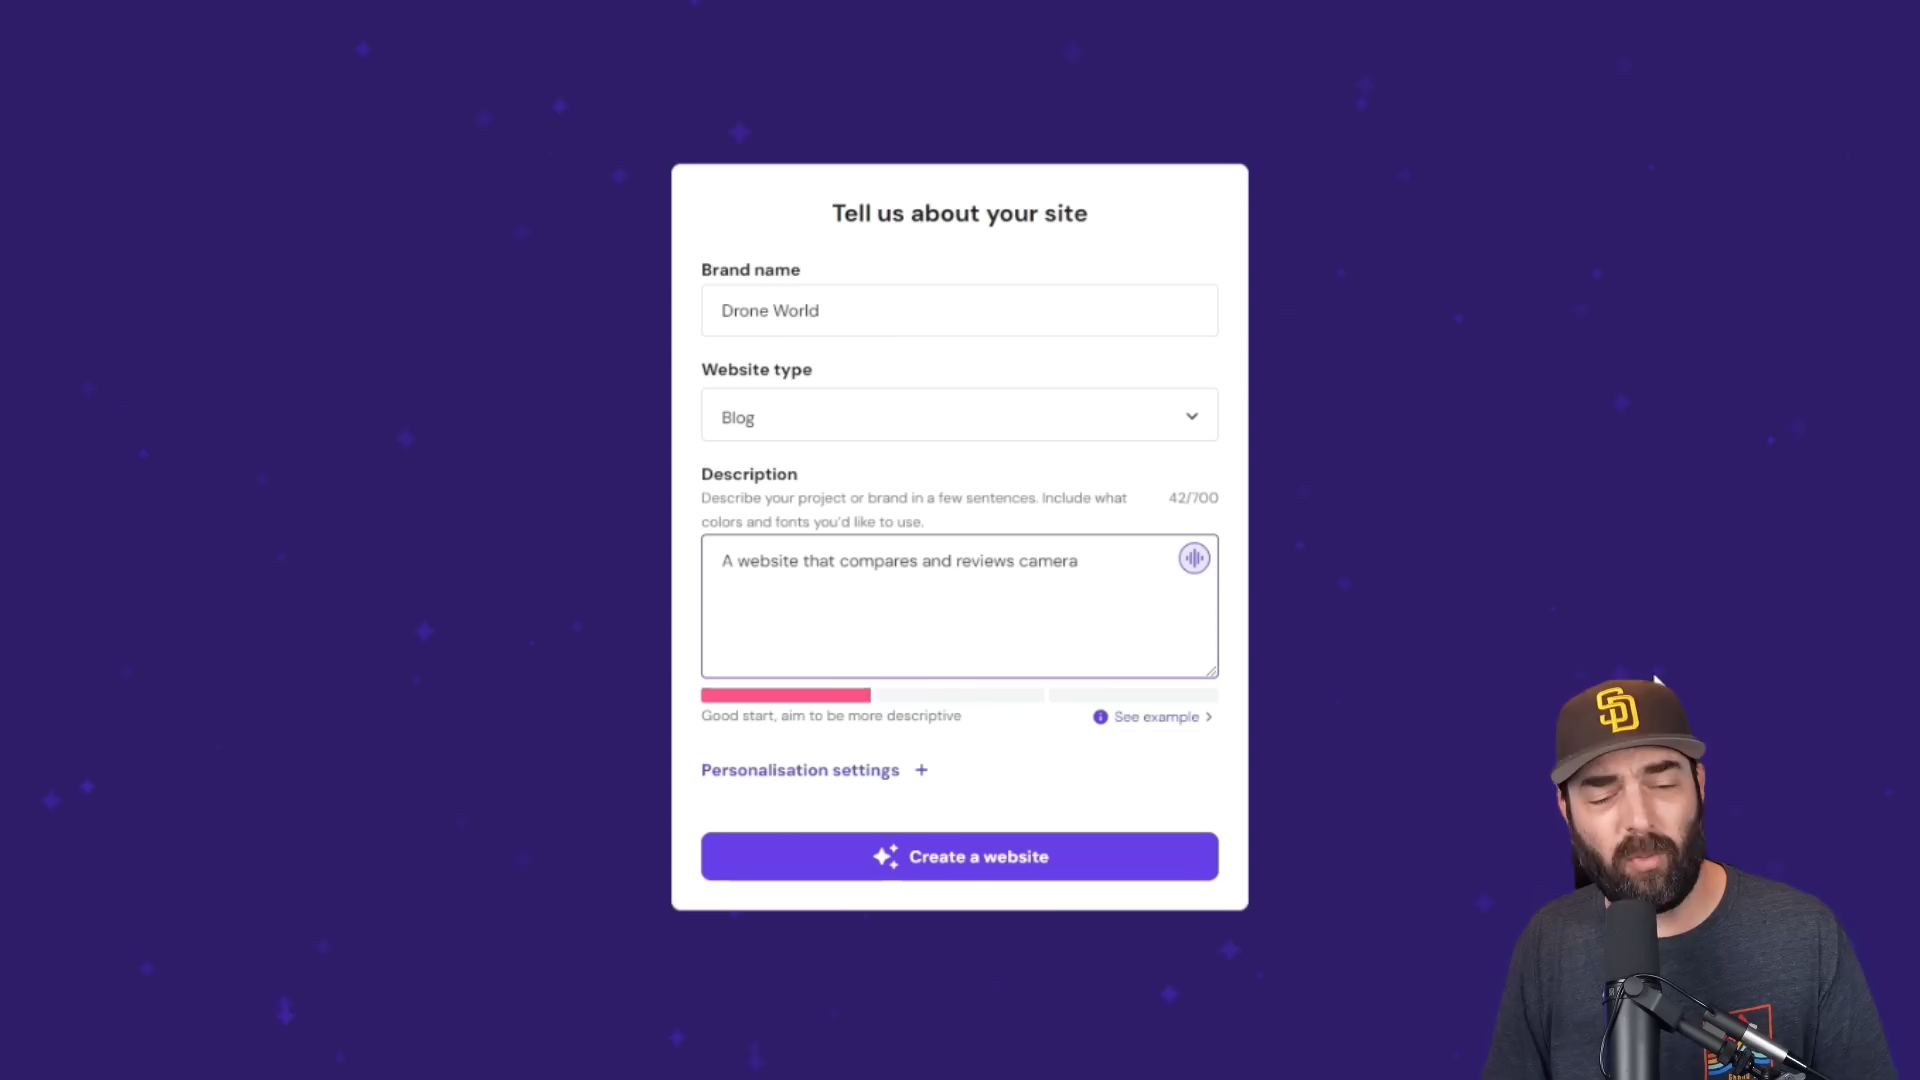 Tell us about your site
Brand name
Drone World
Website type
Blog
Description
Describe your project or brand in a few sentences. Include what
colors and fonts you'd like to use.
42/700
A website that compares and reviews camera
Good start, aim to be more descriptive
See example >
Personalisation settings +
Create a website
SD